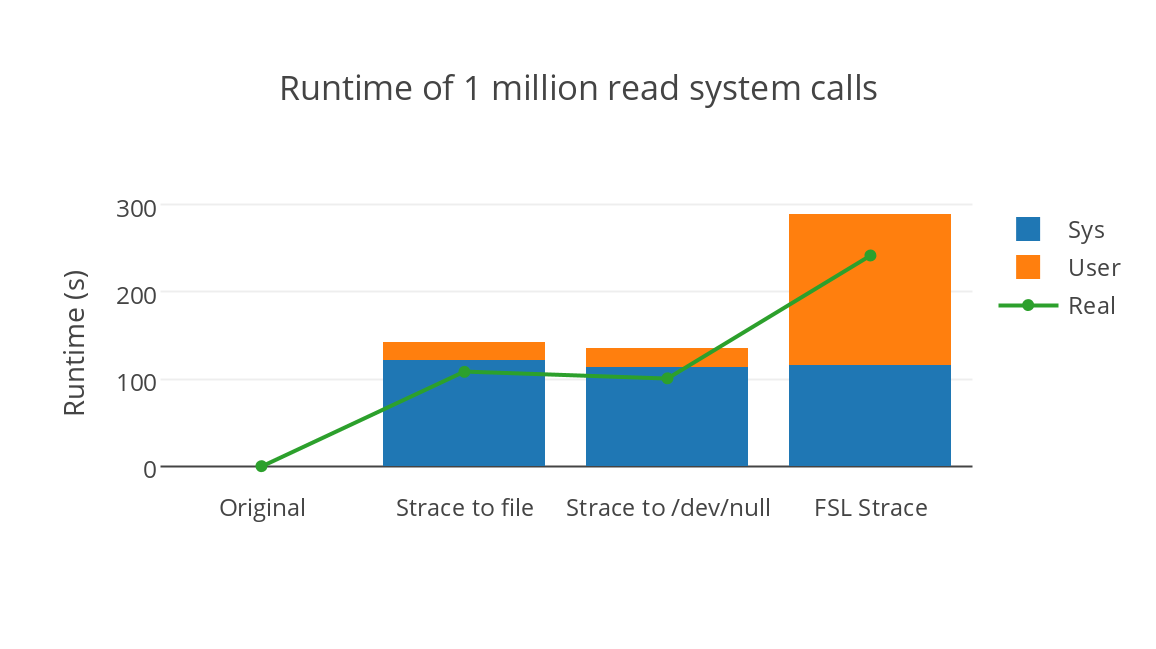 Runtime of 1 million read system calls
Runtime (s)
300
200
100
0
Original
Strace to file
Strace to /dev/null
FSL Strace
Sys
User
Real